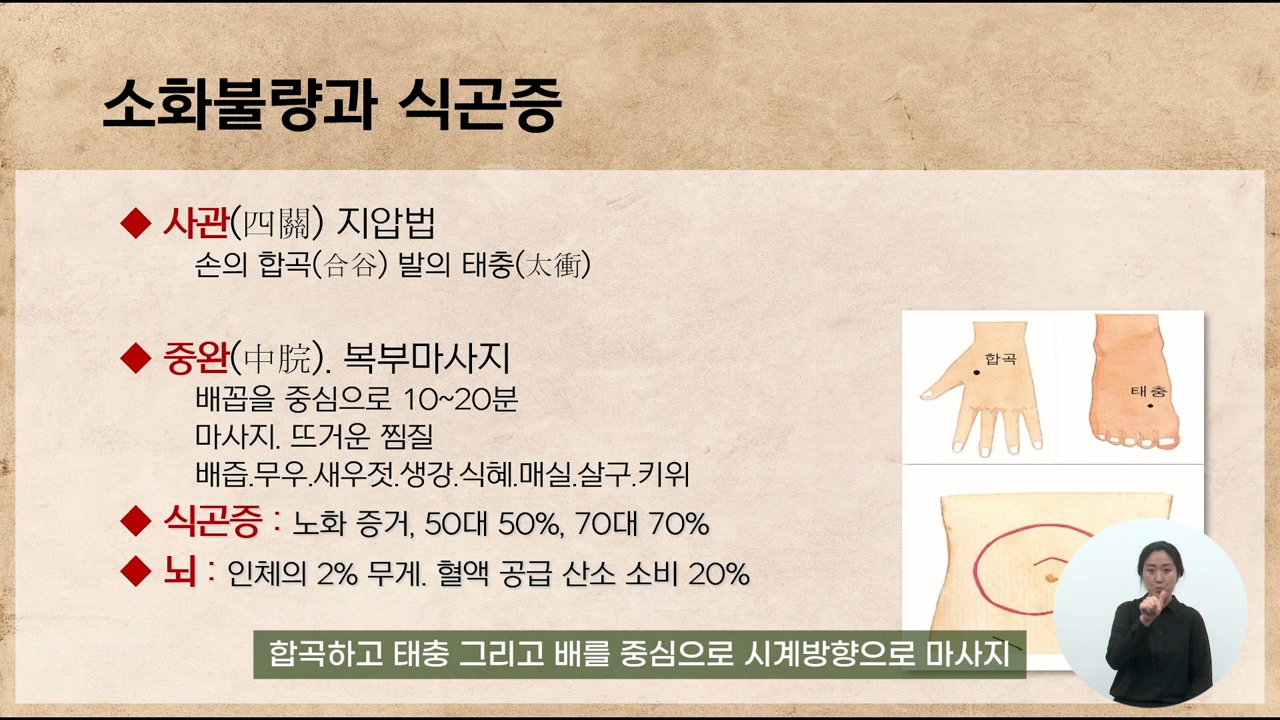 소화불량과 식곤증
◆ 사관(四關) 지압법
손의 합곡(合谷) 발의 태충(太衝)
◆ 중완(中脘). 복부마사지
배꼽을 중심으로 10~20분
마사지. 뜨거운 찜질
배즙.무우.새우젓.생강.식혜.매실.살구.키위
◆ 식곤증 : 노화 증거, 50대 50%, 70대 70%
◆ 뇌 : 인체의 2% 무게. 혈액 공급 산소 소비 20%
합곡
태충
합곡하고 태충 그리고 배를 중심으로 시계방향으로 마사지